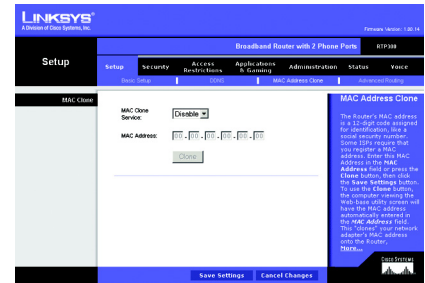 LINKSYS®
A Division of Cisco Systems, Inc.
Firmware Version: 1.00.14
Broadband Router with 2 Phone Ports
RTP300
Setup
Setup
Security
Access Restrictions
Applications & Gaming
Administration
Status
Voice
Basic Setup
DDNS
MAC Address Clone
Advanced Routing
MAC Clone
MAC Clone
Service:
Disable
MAC Address:
00 . 00 . 00 . 00 . 00 . 00
Clone
MAC Address Clone
The Router's MAC address
is a 12-digit code assigned
for identification, like a
social security number.
Some ISPs require that
you register a MAC
address. Enter this MAC
Address in the MAC
Address field or press the
Clone button, then click
the Save Settings button.
To use the Clone button,
the computer viewing the
Web-base utility screen will
have the MAC address
automatically entered in
the MAC Address field.
This "clones" your network
adapter's MAC address
onto the Router.
More...
Save Settings
Cancel Changes
CISCO SYSTEMS